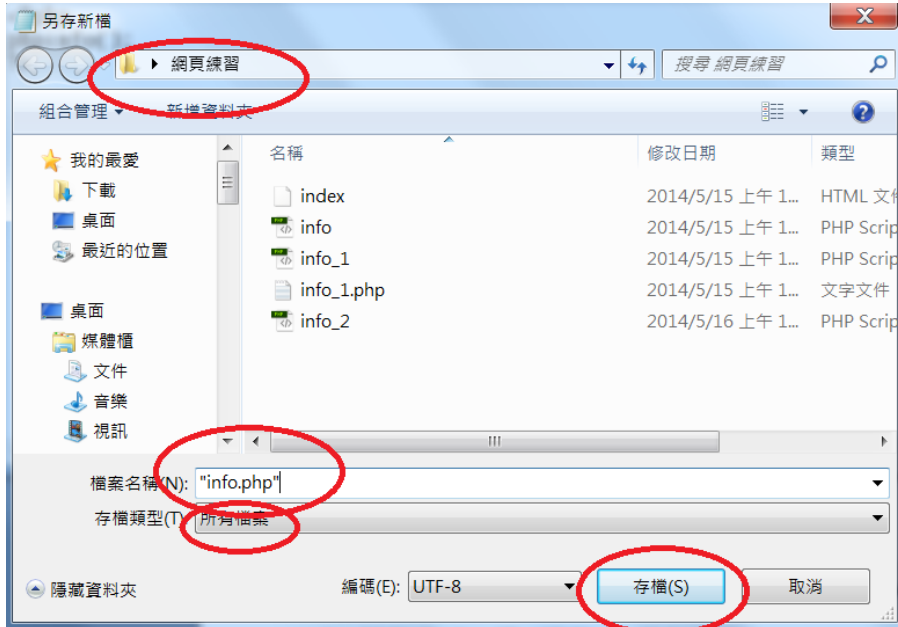 另存新檔
網頁練習
搜尋 網頁練習
組合管理 新增資料夾
名稱 修改日期 類型
我的最愛
下載
桌面
最近的位置
桌面
媒體櫃
文件
音樂
視訊
index 2014/5/15 上午 1... HTML 文件
info 2014/5/15 上午 1... PHP Scrip
info_1 2014/5/15 上午 1... PHP Scrip
info_1.php 2014/5/15 上午 1... 文字文件
info_2 2014/5/16 上午 1... PHP Scrip
檔案名稱(N): "info.php"
存檔類型(T) 所有檔案
隱藏資料夾 編碼(E): UTF-8 存檔(S) 取消